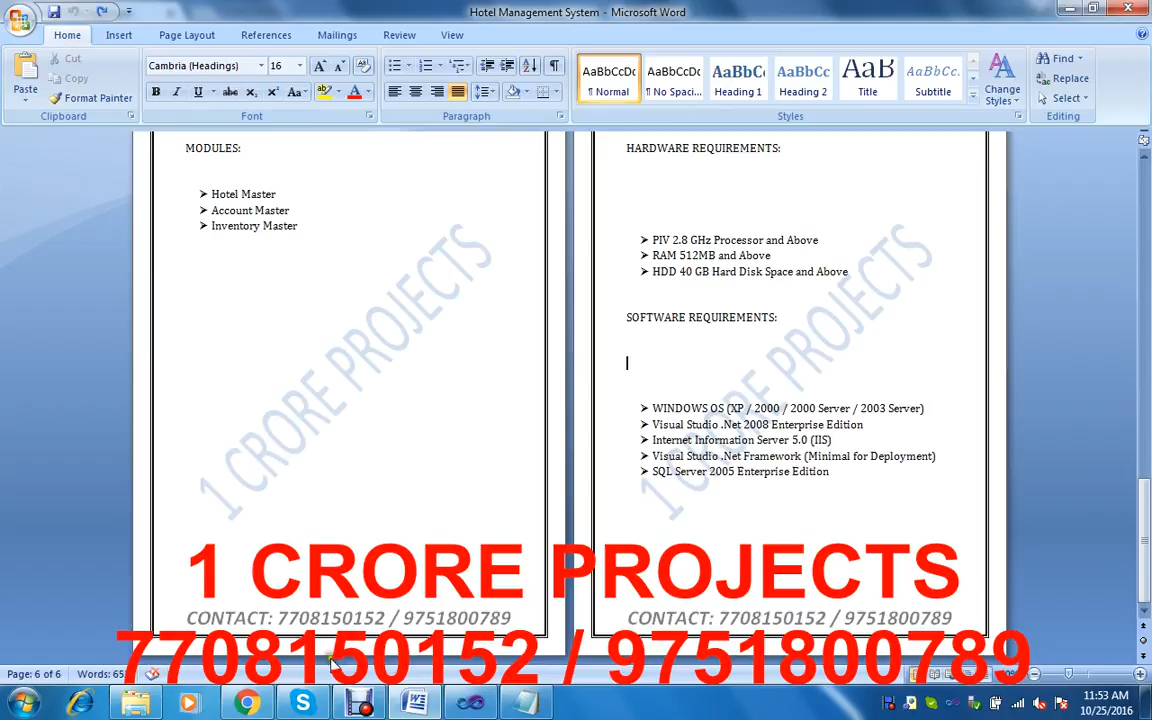 Hotel Management System - Microsoft Word
Home Insert Page Layout References Mailings Review View
Paste
Cut
Copy
Format Painter
Clipboard
Cambria (Headings) 16
Font
Paragraph
AaBbCcDc AaBbCcDc AaBbC AaBbCc AaB AaBbCc.
¶ Normal ¶ No Spaci... Heading 1 Heading 2 Title Subtitle
Change Styles
Styles
Find
Replace
Select
Editing
MODULES:
➢ Hotel Master
➢ Account Master
➢ Inventory Master
1 CRORE PROJECTS
CONTACT: 7708150152 / 9751800789
HARDWARE REQUIREMENTS:
➢ PIV 2.8 GHz Processor and Above
➢ RAM 512MB and Above
➢ HDD 40 GB Hard Disk Space and Above
SOFTWARE REQUIREMENTS:
➢ WINDOWS OS (XP / 2000 / 2000 Server / 2003 Server)
➢ Visual Studio .Net 2008 Enterprise Edition
➢ Internet Information Server 5.0 (IIS)
➢ Visual Studio .Net Framework (Minimal for Deployment)
➢ SQL Server 2005 Enterprise Edition
1 CRORE PROJECTS
CONTACT: 7708150152 / 9751800789
1 CRORE PROJECTS
7708150152 / 9751800789
Page: 6 of 6 Words:
11:53 AM
10/25/2016